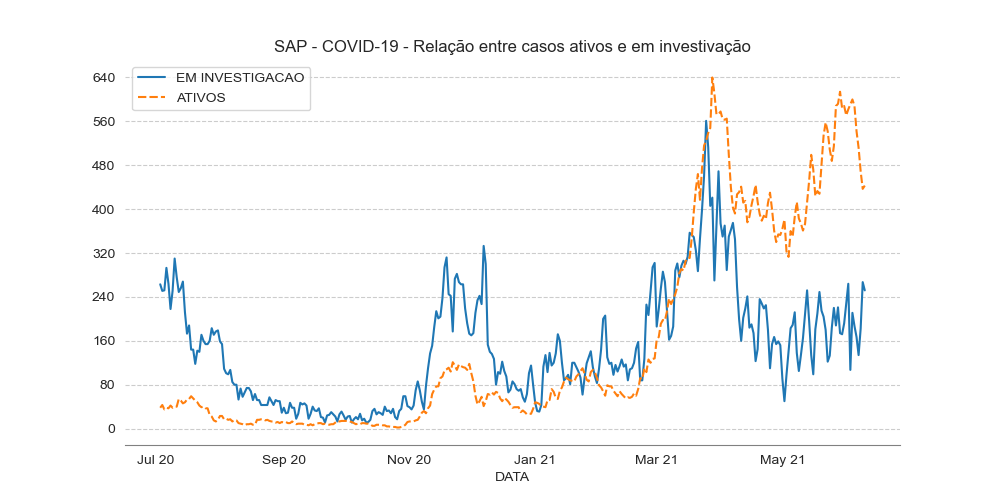 SAP - COVID-19 - Relação entre casos ativos e em investivação
EM INVESTIGACAO
ATIVOS
640
560
480
400
320
240
160
80
0
Jul 20 Sep 20 Nov 20 Jan 21 Mar 21 May 21
DATA